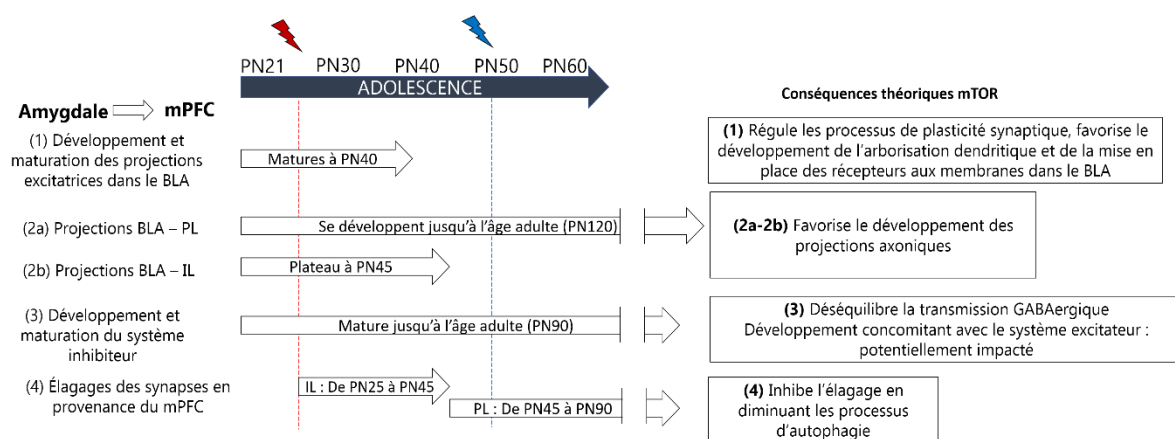 PN21 PN30 PN40 PN50 PN60
ADOLESCENCE
Amygdale mPFC
Conséquences théoriques mTOR
(1) Développement et
maturation des projections
excitatrices dans le BLA
Matures à PN40
(1) Régule les processus de plasticité synaptique, favorise le
développement de l'arborisation dendritique et de la mise en
place des récepteurs aux membranes dans le BLA
(2a) Projections BLA – PL
Se développent jusqu'à l'âge adulte (PN120)
(2b) Projections BLA – IL
Plateau à PN45
(2a-2b) Favorise le développement des
projections axoniques
(3) Développement et
maturation du système
inhibiteur
Mature jusqu'à l'âge adulte (PN90)
(3) Déséquilibre la transmission GABAergique
Développement concomitant avec le système excitateur :
potentiellement impacté
(4) Élagages des synapses en
provenance du mPFC
IL : De PN25 à PN45
PL : De PN45 à PN90
(4) Inhibe l'élagage en
diminuant les processus
d'autophagie